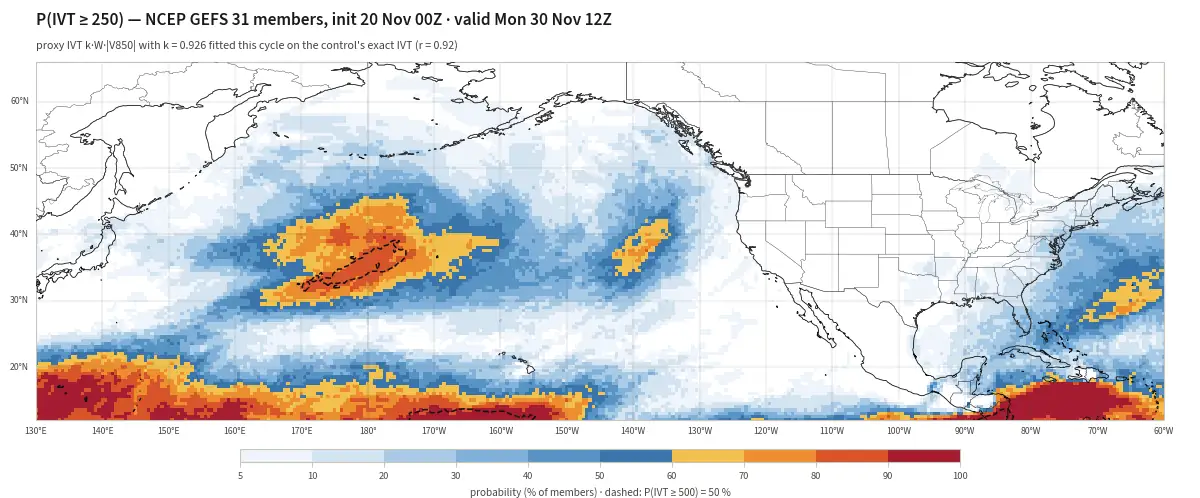 P(IVT ≥ 250) — NCEP GEFS 31 members, init 20 Nov 00Z · valid Mon 30 Nov 12Z
proxy IVT k·W·|V850| with k = 0.926 fitted this cycle on the control's exact IVT (r = 0.92)
60°N
50°N
40°N
30°N
20°N
130°E 140°E 150°E 160°E 170°E 180° 170°W 160°W 150°W 140°W 130°W 120°W 110°W 100°W 90°W 80°W 70°W 60°W
5 10 20 30 40 50 60 70 80 90 100
probability (% of members) · dashed: P(IVT ≥ 500) = 50 %